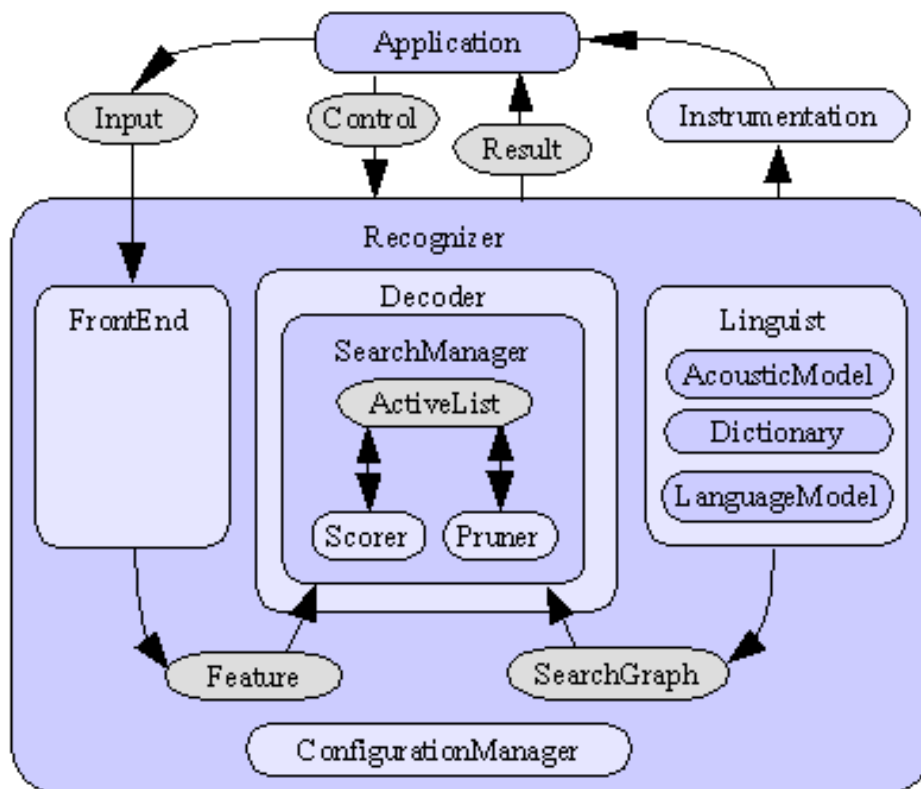 Application
Input
Control
Result
Instrumentation
Recognizer
FrontEnd
Decoder
SearchManager
ActiveList
Scorer
Pruner
Linguist
AcousticModel
Dictionary
LanguageModel
Feature
SearchGraph
ConfigurationManager